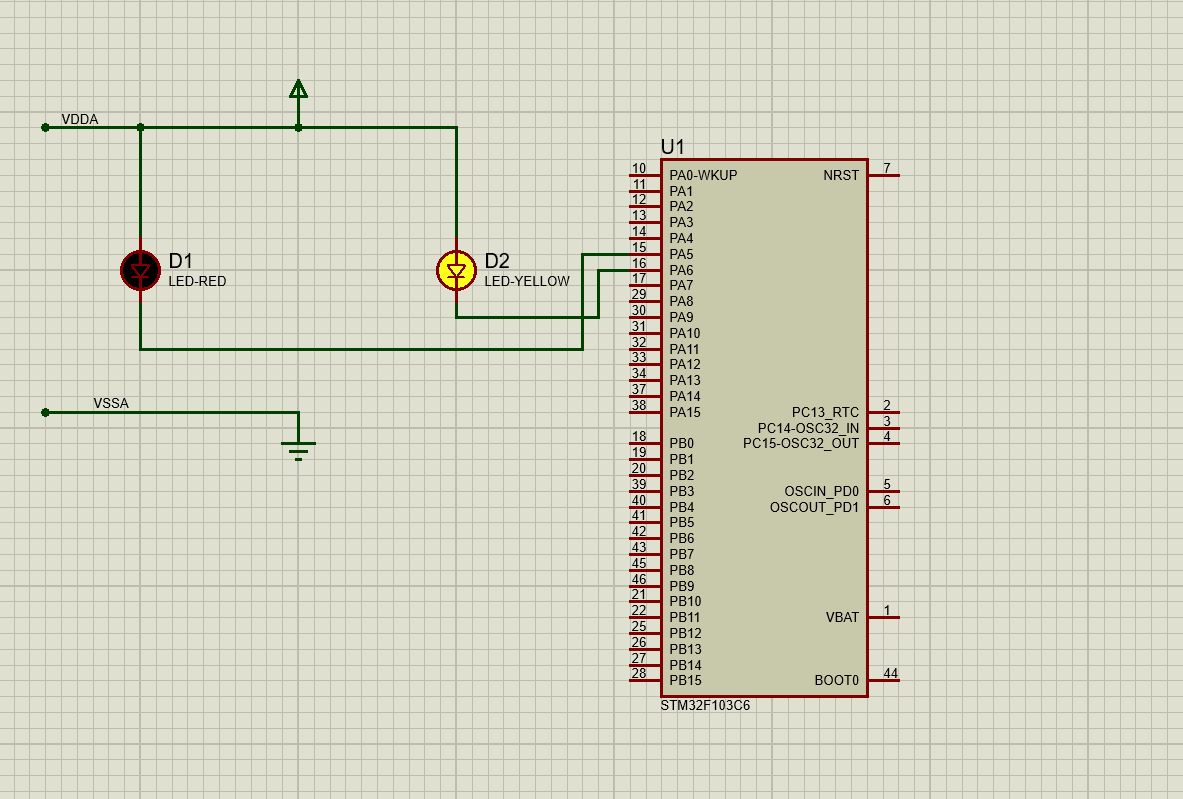 VDDA
D1
LED-RED
D2
LED-YELLOW
VSSA
U1
10 PA0-WKUP NRST 7
11 PA1
12 PA2
13 PA3
14 PA4
15 PA5
16 PA6
17 PA7
29 PA8
30 PA9
31 PA10
32 PA11
33 PA12
34 PA13
37 PA14
38 PA15 PC13_RTC 2
PC14-OSC32_IN 3
18 PB0 PC15-OSC32_OUT 4
19 PB1
20 PB2
39 PB3 OSCIN_PD0 5
40 PB4 OSCOUT_PD1 6
41 PB5
42 PB6
43 PB7
45 PB8
46 PB9
21 PB10
22 PB11 VBAT 1
25 PB12
26 PB13
27 PB14
28 PB15 BOOT0 44
STM32F103C6